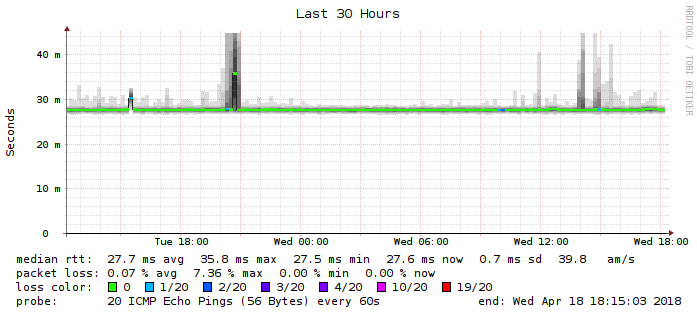 Last 30 Hours
RRDTOOL / TOBI OETIKER
Seconds
40 m
30 m
20 m
10 m
0
Tue 18:00 Wed 00:00 Wed 06:00 Wed 12:00 Wed 18:00
median rtt: 27.7 ms avg 35.8 ms max 27.5 ms min 27.6 ms now 0.7 ms sd 39.8 am/s
packet loss: 0.07 % avg 7.36 % max 0.00 % min 0.00 % now
loss color: 0 1/20 2/20 3/20 4/20 10/20 19/20
probe: 20 ICMP Echo Pings (56 Bytes) every 60s end: Wed Apr 18 18:15:03 2018